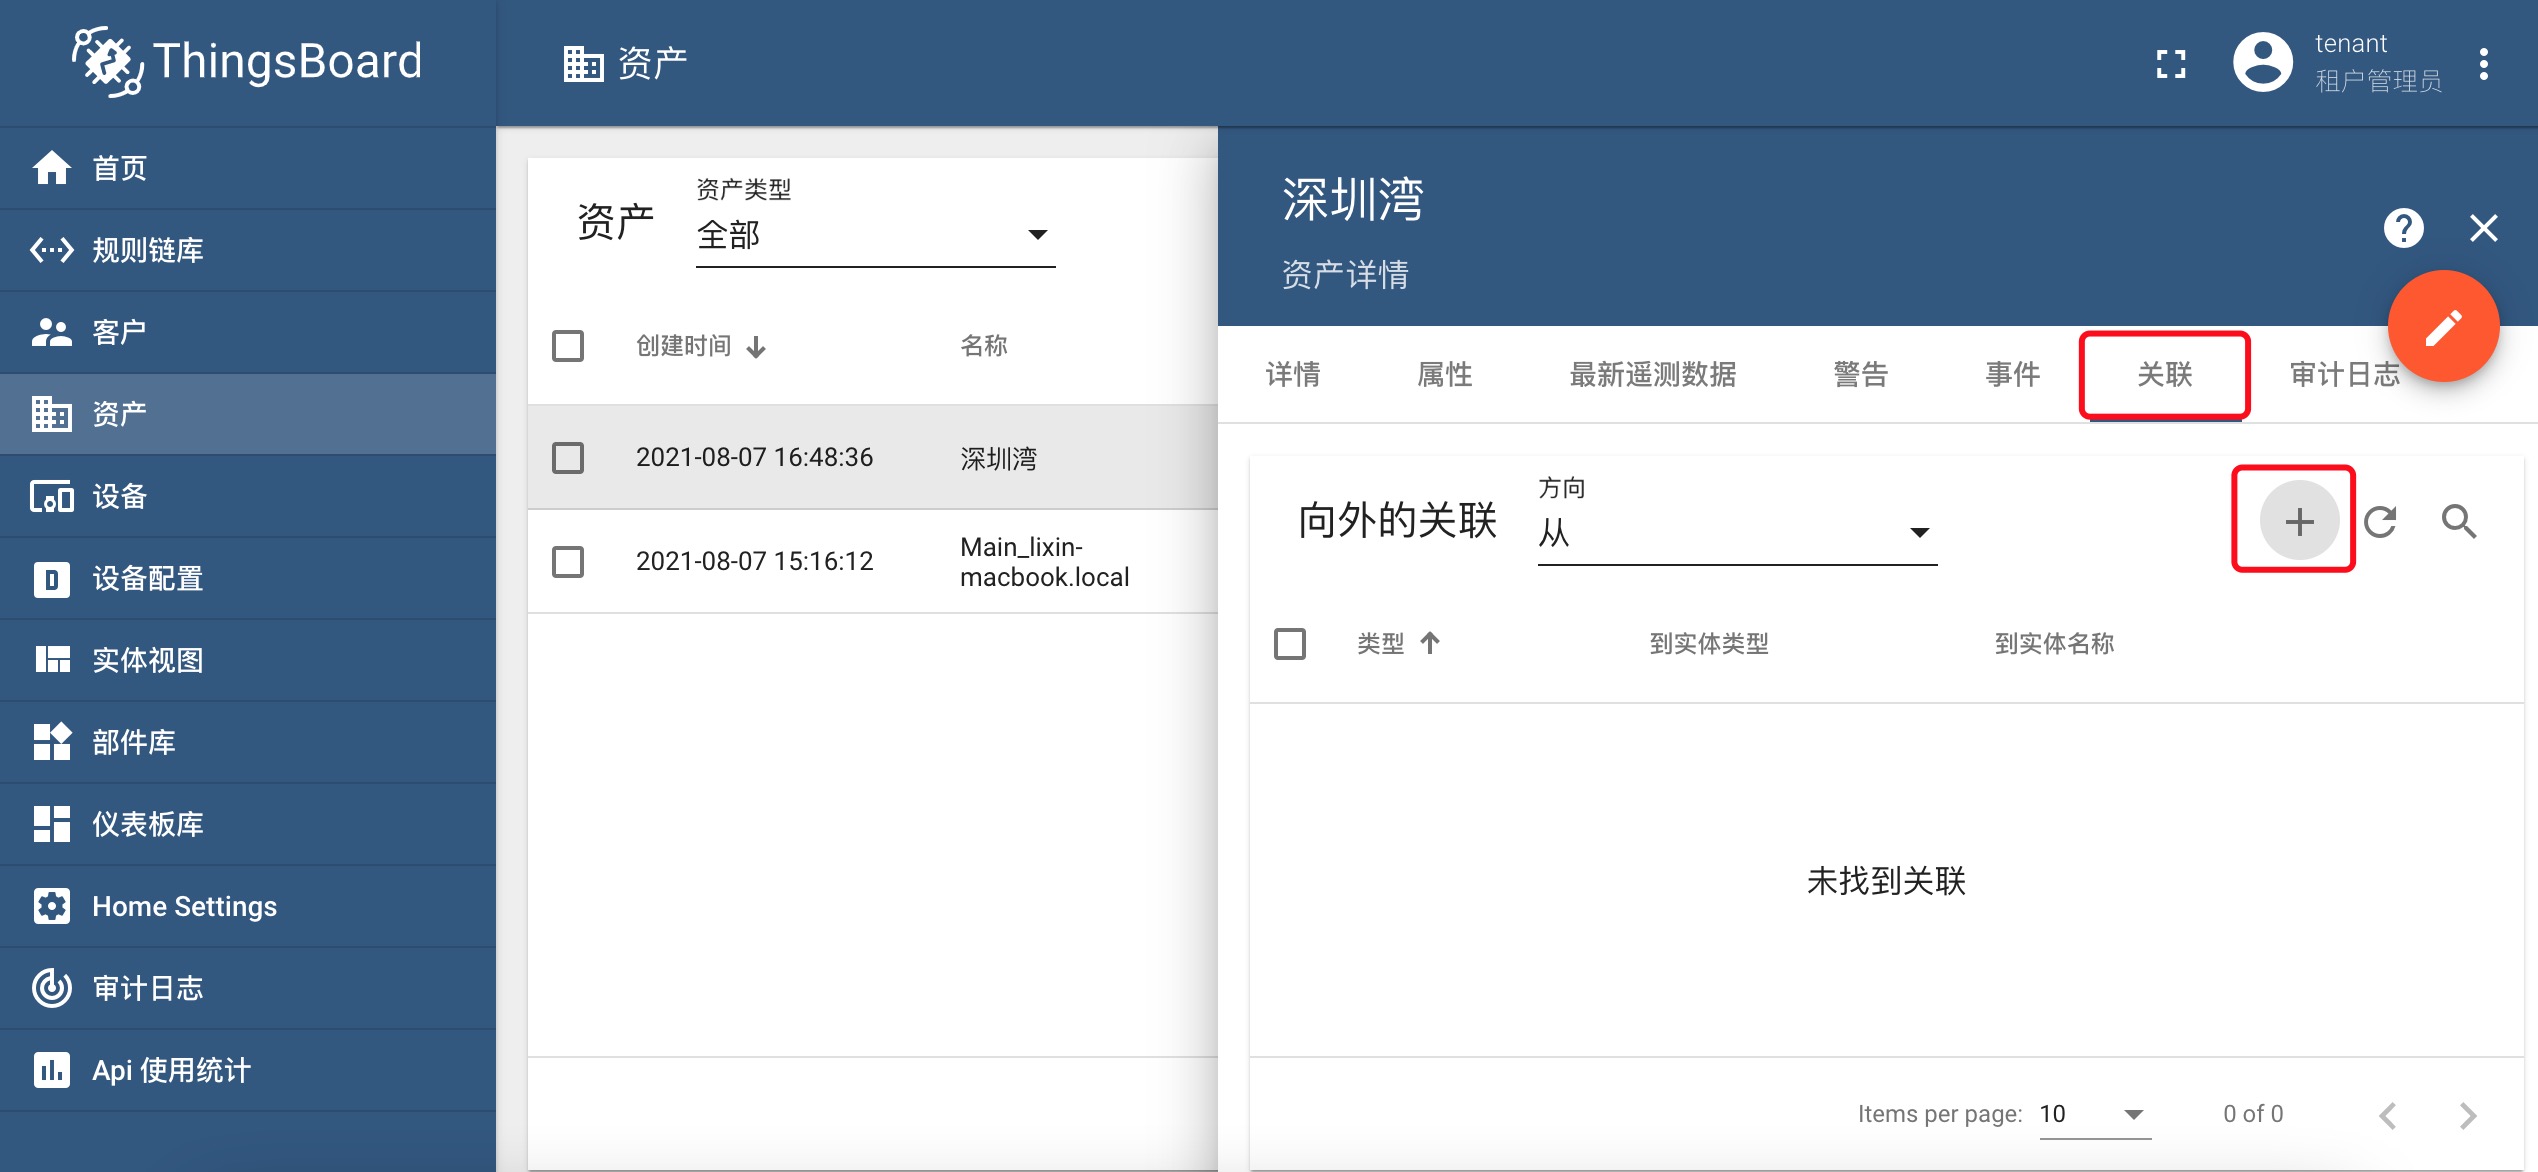 ThingsBoard
资产
tenant
租户管理员
首页
规则链库
客户
资产
设备
设备配置
实体视图
部件库
仪表板库
Home Settings
审计日志
Api 使用统计
资产
资产类型
全部
创建时间
名称
2021-08-07 16:48:36
深圳湾
2021-08-07 15:16:12
Main_lixin-
macbook.local
深圳湾
资产详情
详情
属性
最新遥测数据
警告
事件
关联
审计日志
向外的关联
方向
从
类型
到实体类型
到实体名称
未找到关联
Items per page: 10
0 of 0